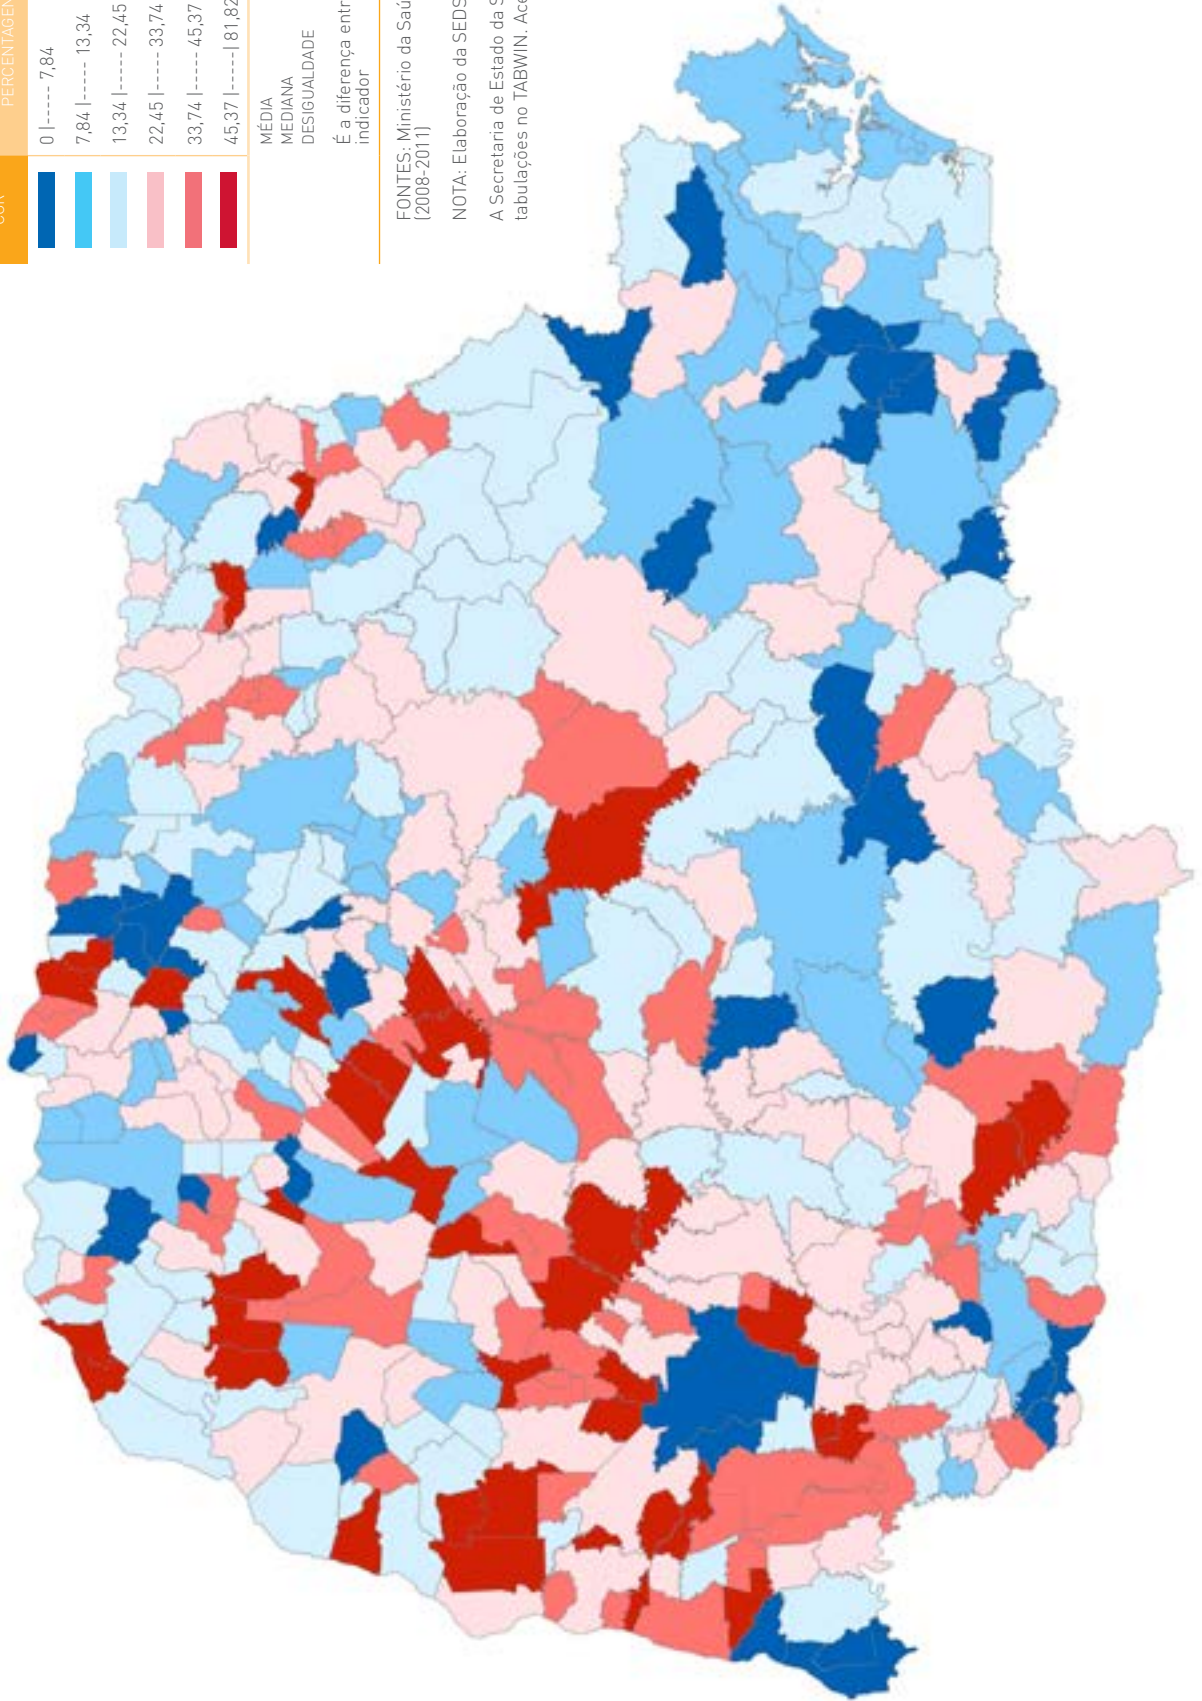 PERCENTAGEN
0 |----- 7,84
7,84 |----- 13,34
13,34 |----- 22,45
22,45 |----- 33,74
33,74 |----- 45,37
45,37 |-----| 81,82
MÉDIA
MEDIANA
DESIGUALDADE
É a diferença entr
indicador
FONTES: Ministério da Saú
(2008-2011)
NOTA: Elaboração da SEDS
A Secretaria de Estado da S
tabulações no TABWIN. Ace